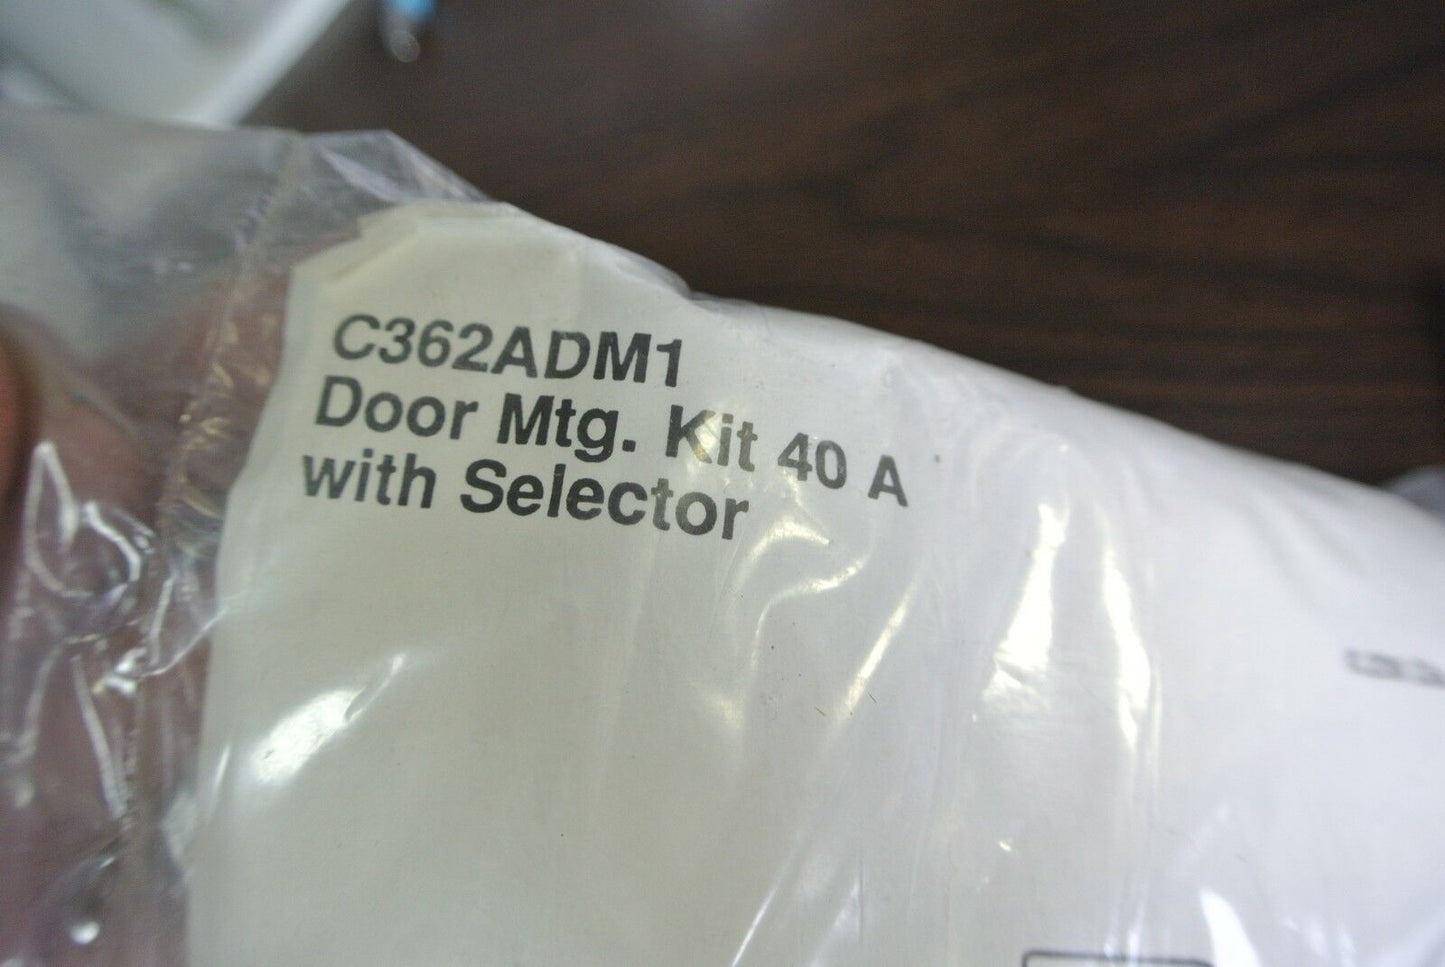 C362ADM1
Door Mtg. Kit 40 A
with Selector